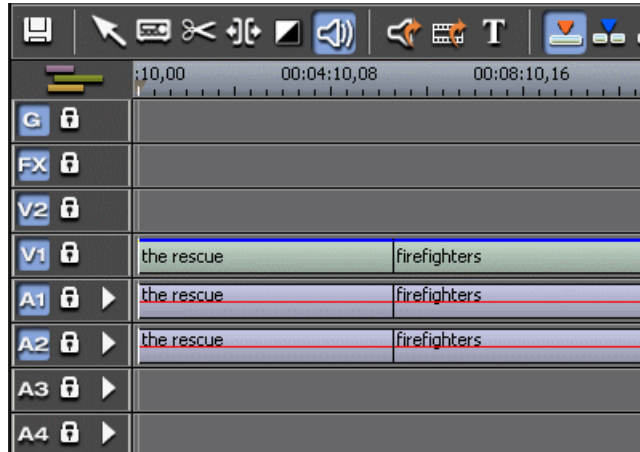 T
:10,00 00:04:10,08 00:08:10,16
G
FX
V2
V1 the rescue firefighters
A1 the rescue firefighters
A2 the rescue firefighters
A3
A4